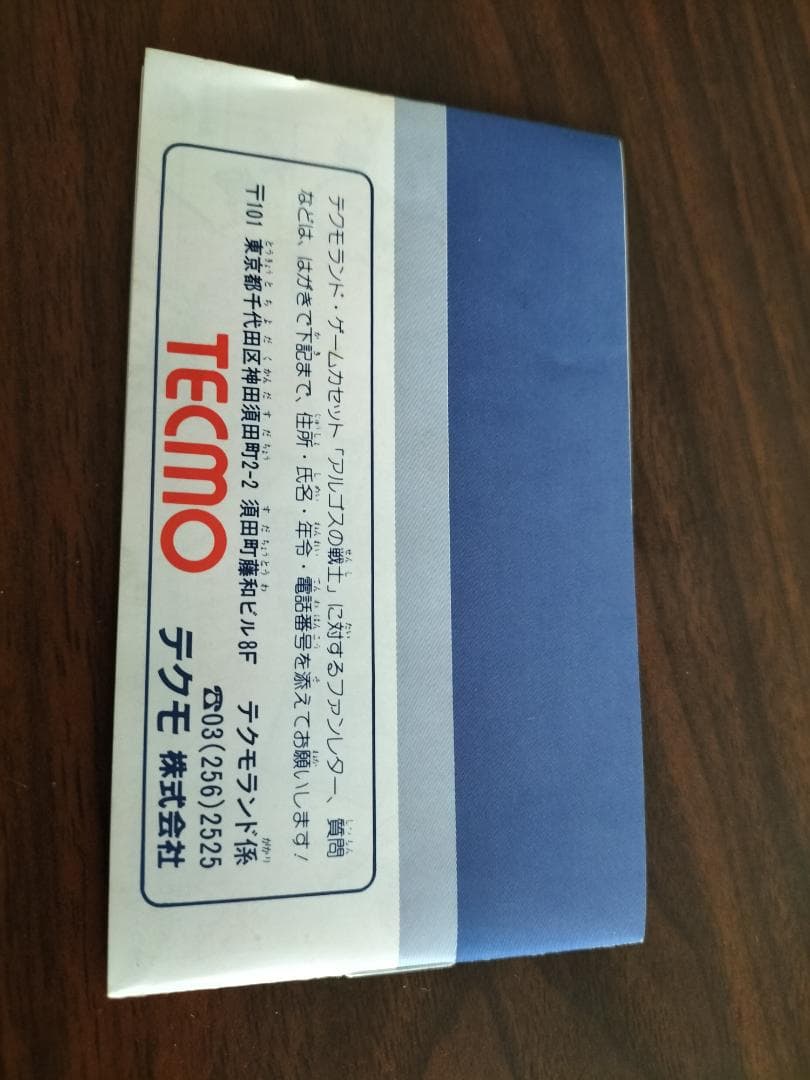 テクモランド・ゲームカセット「アルゴスの戦士」に対するファンレター、質問
などは、はがきで下記まで、住所・氏名・年令・電話番号を添えてお願いします!
〒101 東京都千代田区神田須田町2-2 須田町藤和ビル8F テクモランド係
☎03(256)2525
TECMO テクモ 株式会社